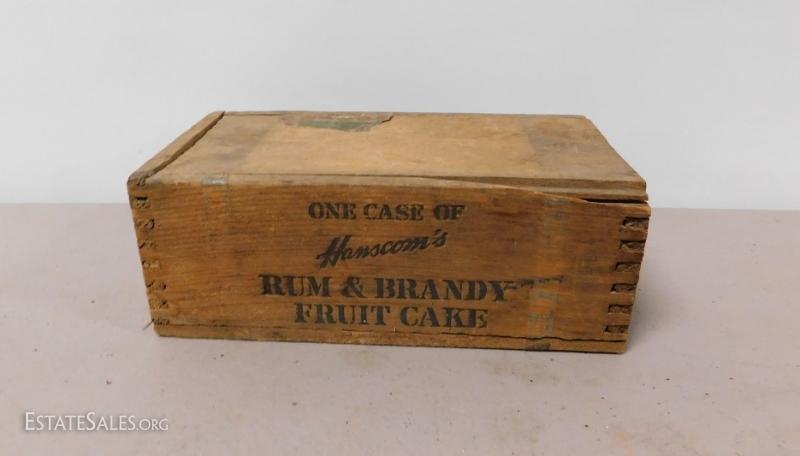 ONE CASE OF
Hanscom's
RUM & BRANDY
FRUIT CAKE
ESTATESALES.ORG